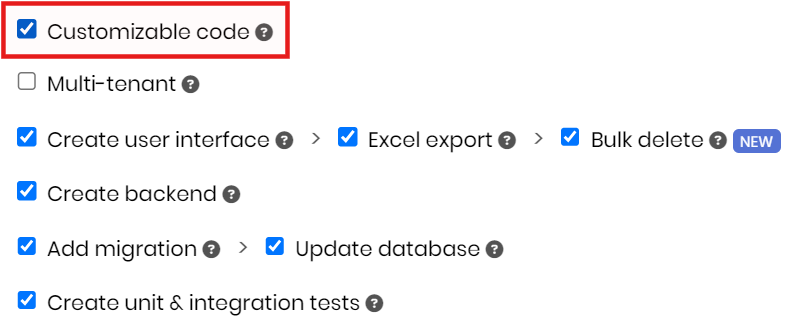 Customizable code ?
Multi-tenant ?
Create user interface ? > Excel export ? > Bulk delete ? NEW
Create backend ?
Add migration ? > Update database ?
Create unit & integration tests ?